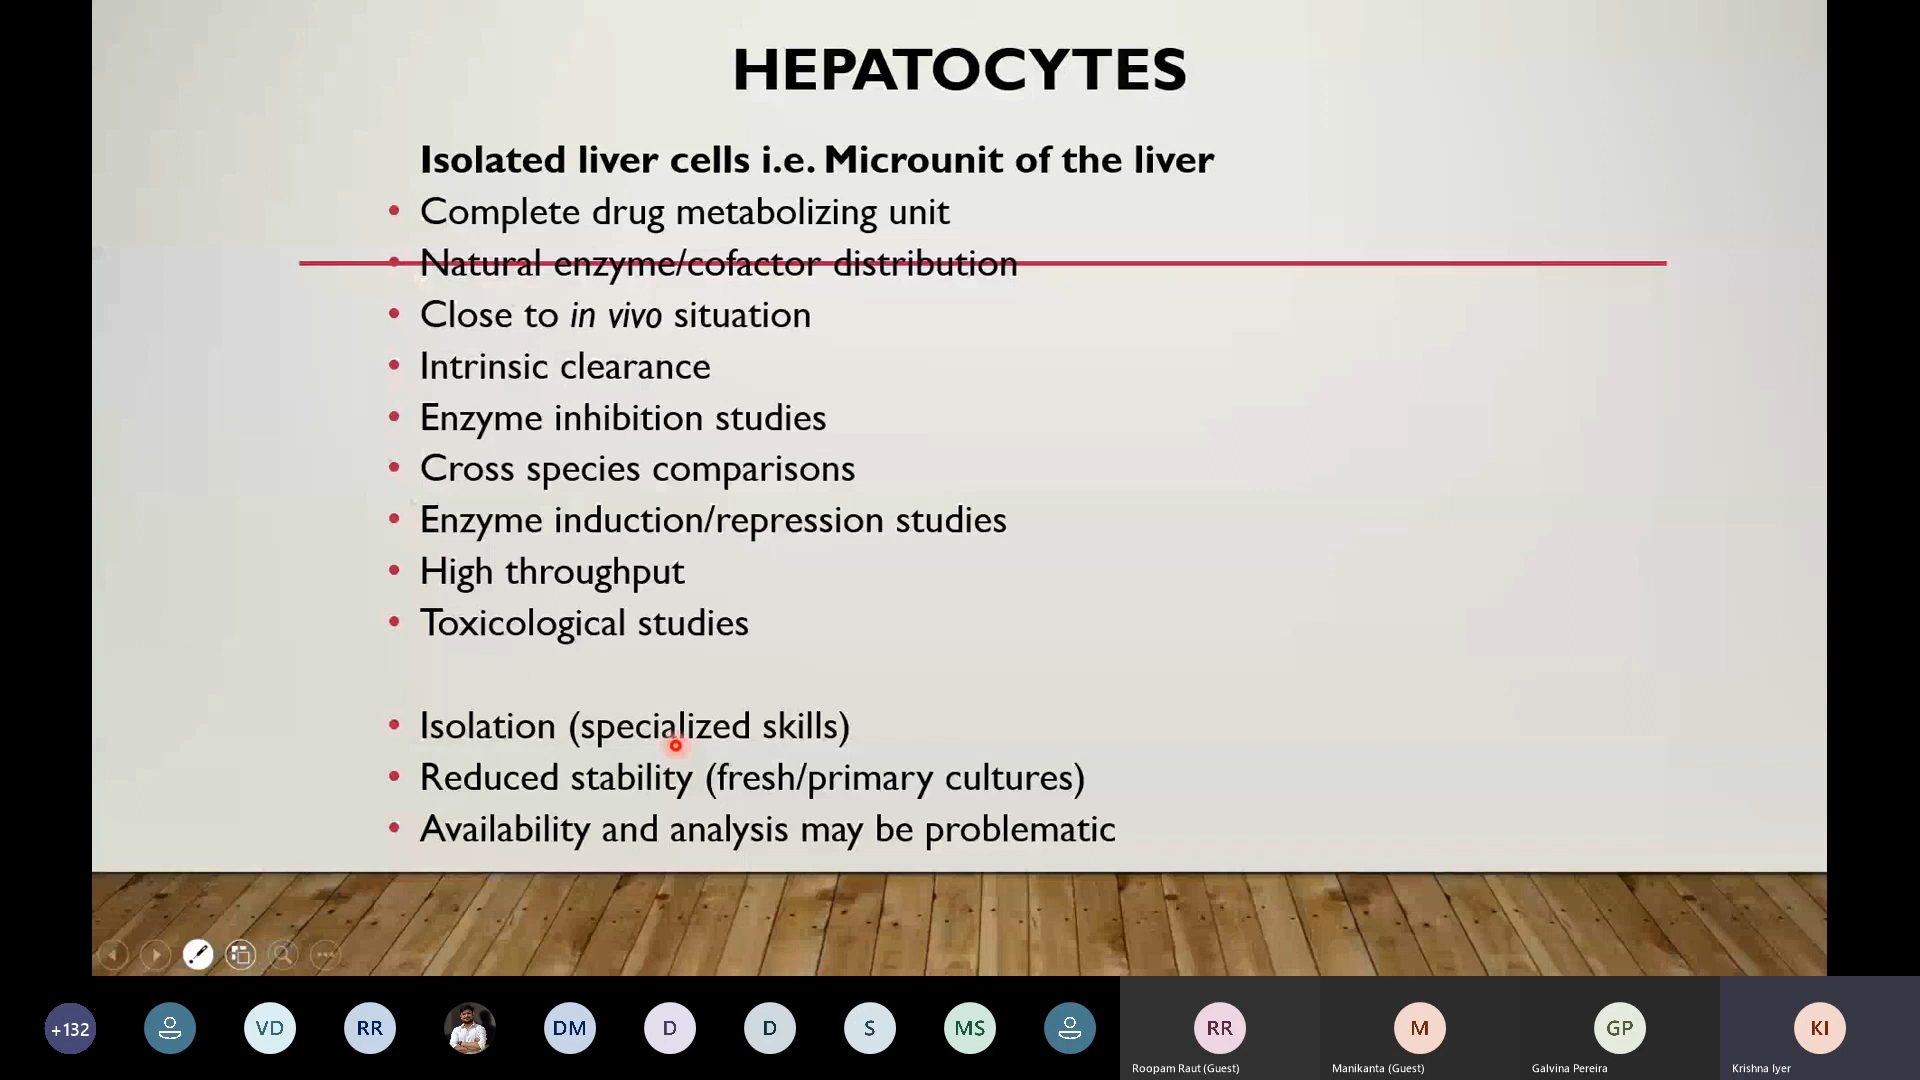 HEPATOCYTES
Isolated liver cells i.e. Microunit of the liver
• Complete drug metabolizing unit
• Natural enzyme/cofactor distribution
• Close to in vivo situation
• Intrinsic clearance
• Enzyme inhibition studies
• Cross species comparisons
• Enzyme induction/repression studies
• High throughput
• Toxicological studies
• Isolation (specialized skills)
• Reduced stability (fresh/primary cultures)
• Availability and analysis may be problematic
+132 VD RR DM D D S MS RR M GP KI
Roopam Raut (Guest) Manikanta (Guest) Galvina Pereira Krishna Iyer